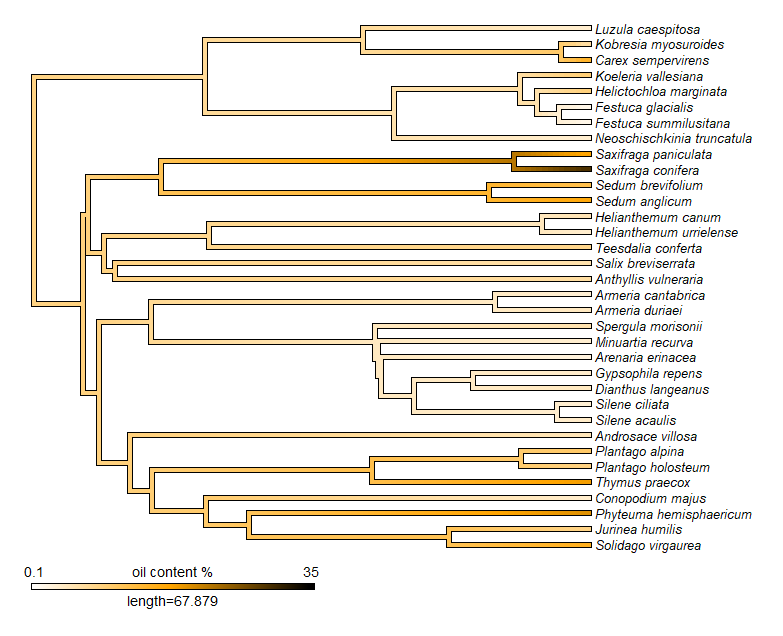 Luzula caespitosa
Kobresia myosuroides
Carex sempervirens
Koeleria vallesiana
Helictochloa marginata
Festuca glacialis
Festuca summilusitana
Neoschischkinia truncatula
Saxifraga paniculata
Saxifraga conifera
Sedum brevifolium
Sedum anglicum
Helianthemum canum
Helianthemum urrielense
Teesdalia conferta
Salix breviserrata
Anthyllis vulneraria
Armeria cantabrica
Armeria duriaei
Spergula morisonii
Minuartia recurva
Arenaria erinacea
Gypsophila repens
Dianthus langeanus
Silene ciliata
Silene acaulis
Androsace villosa
Plantago alpina
Plantago holosteum
Thymus praecox
Conopodium majus
Phyteuma hemisphaericum
Jurinea humilis
Solidago virgaurea
0.1 oil content % 35
length=67.879